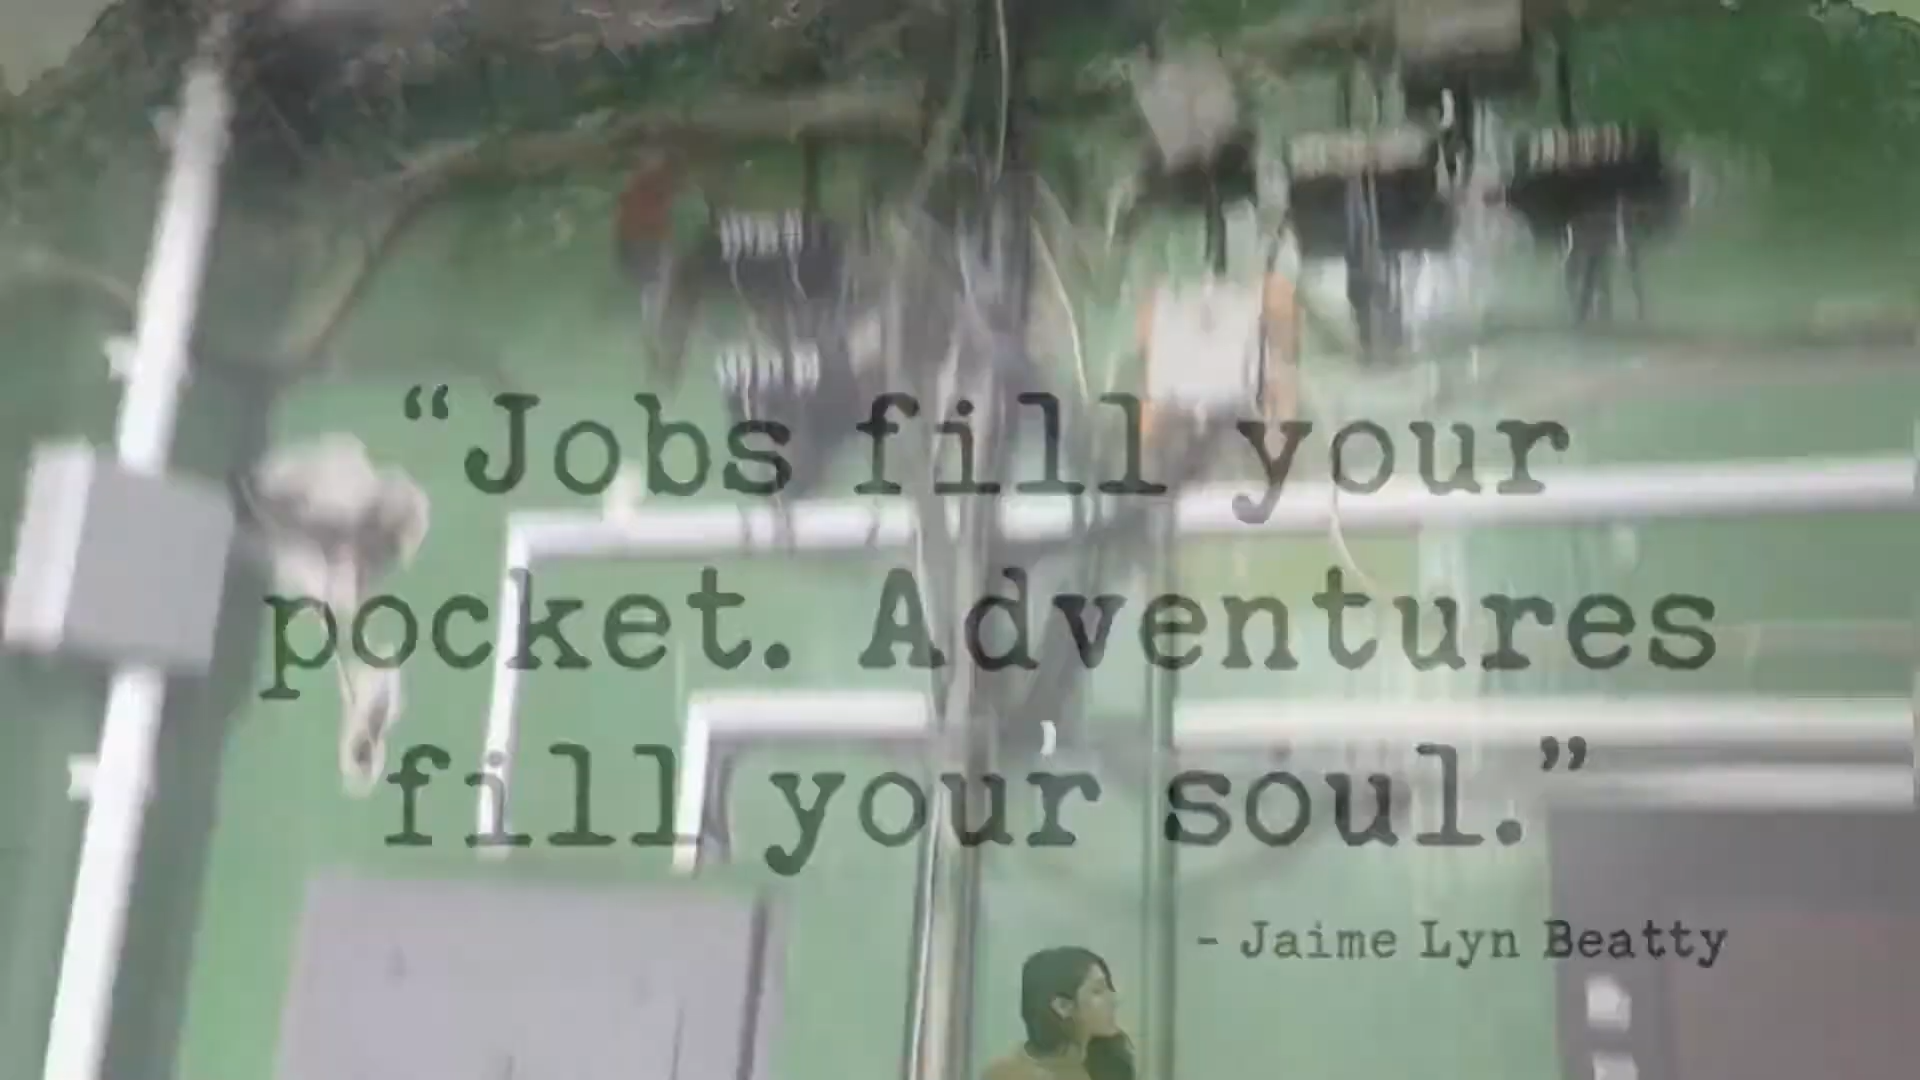 “Jobs fill your
pocket. Adventures
fill your soul.”
- Jaime Lyn Beatty